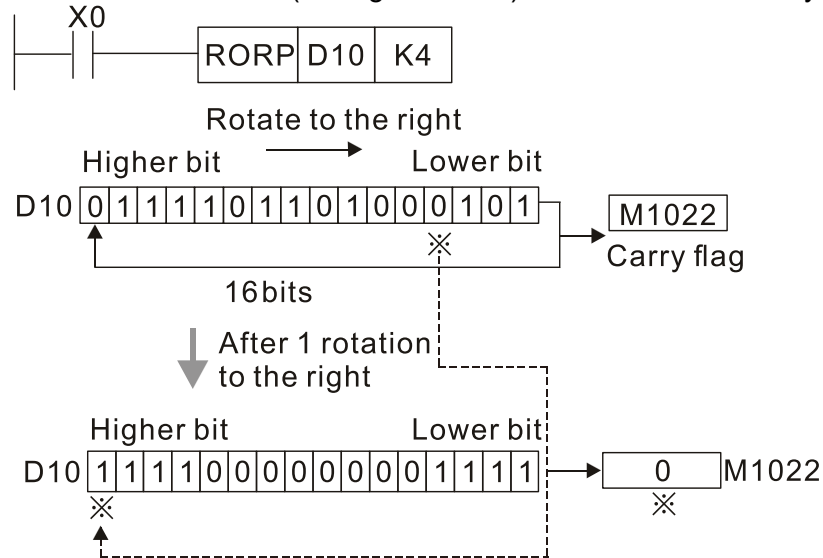 X0
RORP D10 K4
Rotate to the right
Higher bit Lower bit
D10 0 1 1 1 1 0 1 1 0 1 0 0 0 1 0 1 M1022
※ Carry flag
16bits
After 1 rotation
to the right
Higher bit Lower bit
D10 1 1 1 1 0 0 0 0 0 0 0 0 1 1 1 1 0 M1022
※ ※